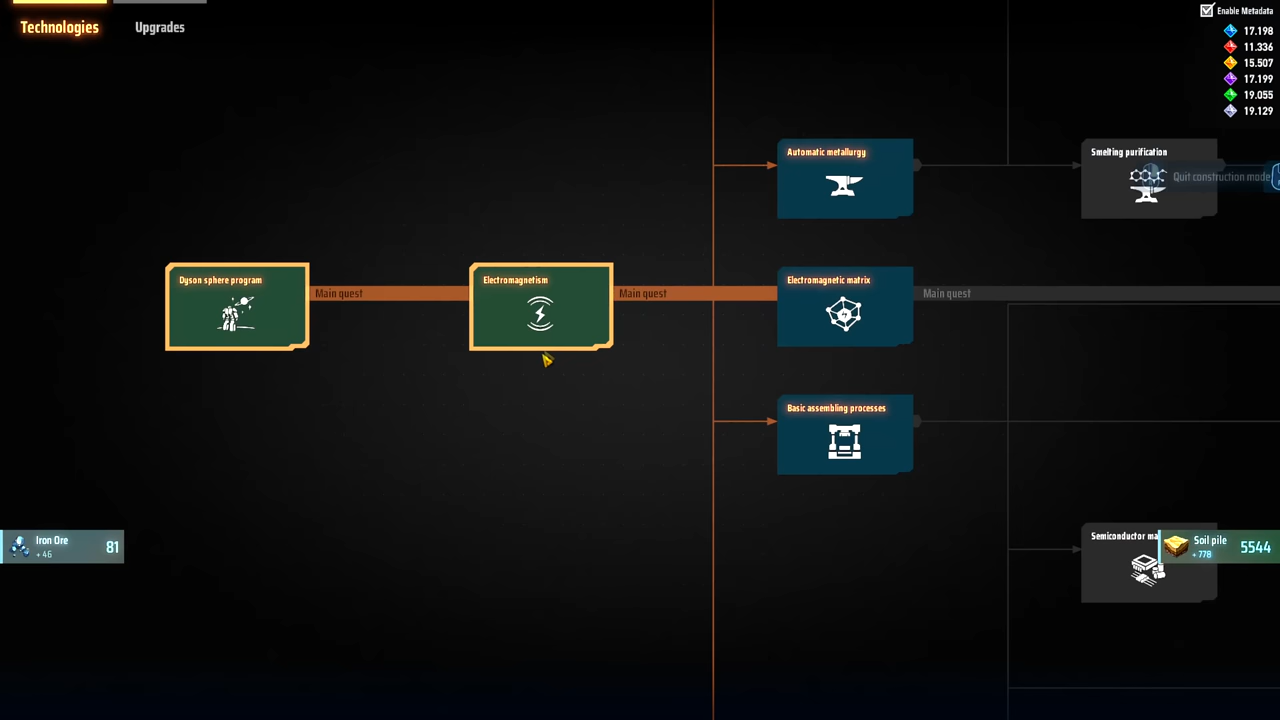 Technologies
Upgrades
Enable Metadata
17.198
11.336
15.507
17.199
19.055
19.129
Automatic metallurgy
Smelting purification
Quit construction mode
Dyson sphere program
Main quest
Electromagnetism
Main quest
Electromagnetic matrix
Main quest
Basic assembling processes
Iron Ore
+ 46
81
Semiconductor
Soil pile
+ 778
5544